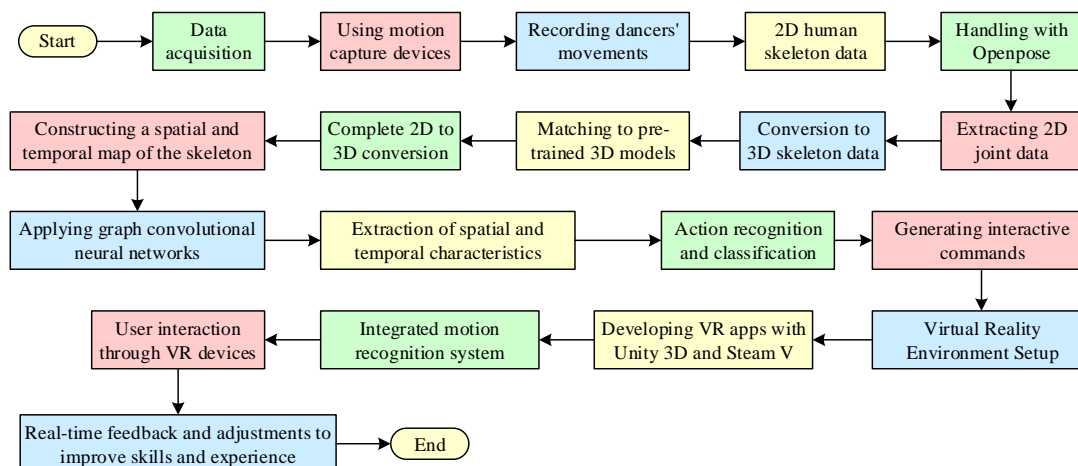 Start
Data
acquisition
Using motion
capture devices
Recording dancers'
movements
2D human
skeleton data
Handling with
Openpose
Extracting 2D
joint data
Conversion to
3D skeleton data
Matching to pre-
trained 3D models
Complete 2D to
3D conversion
Constructing a spatial and
temporal map of the skeleton
Applying graph convolutional
neural networks
Extraction of spatial and
temporal characteristics
Action recognition
and classification
Generating interactive
commands
Virtual Reality
Environment Setup
Developing VR apps with
Unity 3D and Steam V
Integrated motion
recognition system
User interaction
through VR devices
Real-time feedback and adjustments to
improve skills and experience
End